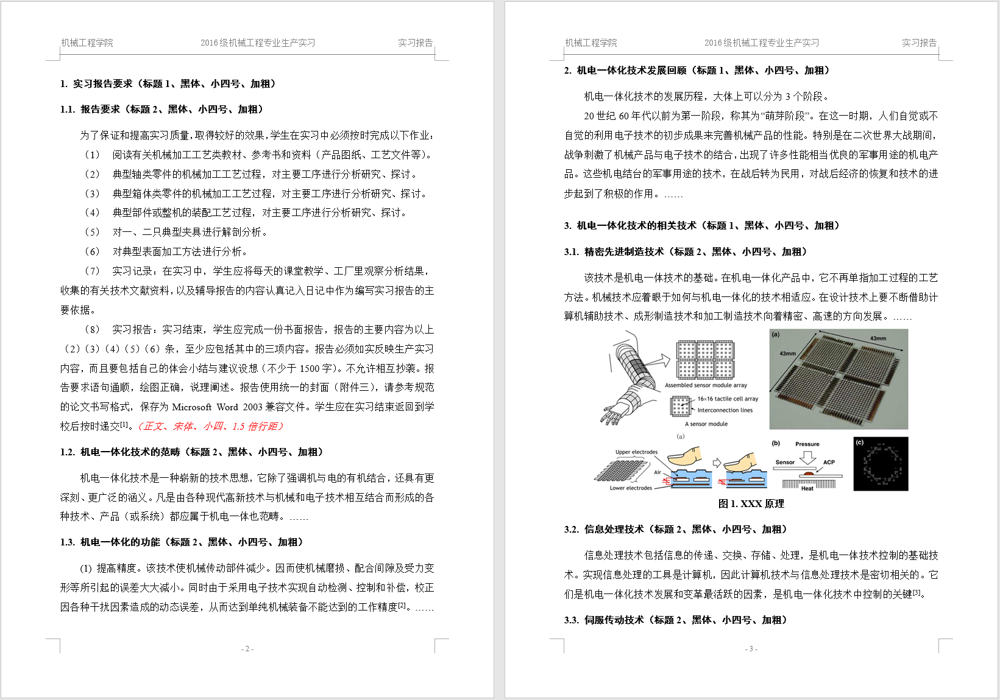 机械工程学院 2016级机械工程专业生产实习 实习报告
1. 实习报告要求（标题 1、黑体、小四号、加粗）
1.1. 报告要求（标题 2、黑体、小四号、加粗）
为了保证和提高实习质量，取得较好的效果，学生在实习中必须按时完成以下作业：
（1） 阅读有关机械加工工艺类教材、参考书和资料（产品图纸、工艺文件等）。
（2） 典型轴类零件的机械加工工艺过程，对主要工序进行分析研究、探讨。
（3） 典型箱体类零件的机械加工工艺过程，对主要工序进行分析研究、探讨。
（4） 典型部件或整机的装配工艺过程，对主要工序进行分析研究、探讨。
（5） 对一、二只典型夹具进行解剖分析。
（6） 对典型表面加工方法进行分析。
（7） 实习记录：在实习中，学生应将每天的课堂教学、工厂里观察分析结果，
收集的有关技术文献资料，以及辅导报告的内容认真记入日记中作为编写实习报告的主
要依据。
（8） 实习报告：实习结束，学生应完成一份书面报告，报告的主要内容为以上
（2）（3）（4）（5）（6）条，至少应包括其中的三项内容。报告必须如实反映生产实习
内容，而且要包括自己的体会小结与建议设想（不少于 1500 字）。不允许相互抄袭。报
告要求语句通顺，绘图正确，说理阐述。报告使用统一的封面（附件三），请参考规范
的论文书写格式，保存为 Microsoft Word 2003 兼容文件。学生应在实习结束返回到学
校后按时递交[1]。（正文、宋体、小四、1.5 倍行距）
1.2. 机电一体化技术的范畴（标题 2、黑体、小四号、加粗）
机电一体化技术是一种崭新的技术思想，它除了强调机与电的有机结合，还具有更
深刻、更广泛的涵义。凡是由各种现代高新技术与机械和电子技术相互结合而形成的各
种技术、产品（或系统）都应属于机电一体也范畴。……
1.3. 机电一体化的功能（标题 2、黑体、小四号、加粗）
(1) 提高精度。该技术使机械传动部件减少。因而使机械磨损、配合间隙及受力变
形等所引起的误差大大减小。同时由于采用电子技术实现自动检测、控制和补偿，校正
因各种干扰因素造成的动态误差，从而达到单纯机械装备不能达到的工作精度[2]。……
- 2 -
机械工程学院 2016级机械工程专业生产实习 实习报告
2. 机电一体化技术发展回顾（标题 1、黑体、小四号、加粗）
机电一体化技术的发展历程，大体上可以分为 3 个阶段。
20 世纪 60 年代以前为第一阶段，称其为“萌芽阶段”。在这一时期，人们自觉或不
自觉的利用电子技术的初步成果来完善机械产品的性能。特别是在二次世界大战期间，
战争刺激了机械产品与电子技术的结合，出现了许多性能相当优良的军事用途的机电产
品。这些机电结台的军事用途的技术，在战后转为民用，对战后经济的恢复和技术的进
步起到了积极的作用。……
3. 机电一体化技术的相关技术（标题 1、黑体、小四号、加粗）
3.1. 精密先进制造技术（标题 2、黑体、小四号、加粗）
该技术是机电一体技术的基础。在机电一体化产品中，它不再单指加工过程的工艺
方法。机械技术应着眼于如何与机电一体化的技术相适应。在设计技术上要不断借助计
算机辅助技术、成形制造技术和加工制造技术向着精密、高速的方向发展。……
Assembled sensor module array
16×16 tactile cell array
Interconnection lines
A sensor module
(a)
Upper electrodes
Air
Lower electrodes
(a)
43mm
43mm
(b) Pressure
Sensor ACP
Heat
(c)
图 1. XXX 原理
3.2. 信息处理技术（标题 2、黑体、小四号、加粗）
信息处理技术包括信息的传递、交换、存储、处理，是机电一体技术控制的基础技
术。实现信息处理的工具是计算机，因此计算机技术与信息处理技术是密切相关的。它
们是机电一体化技术发展和变革最活跃的因素，是机电一体化技术中控制的关键[3]。
3.3. 伺服传动技术（标题 2、黑体、小四号、加粗）
- 3 -